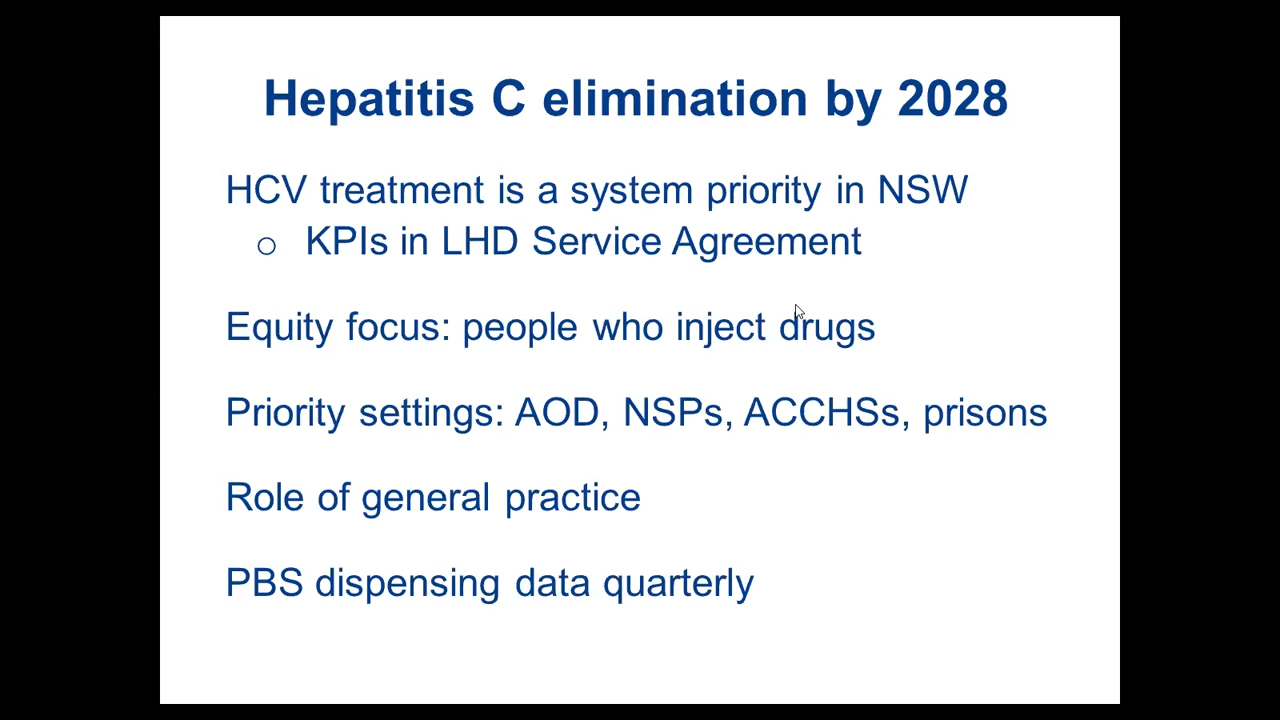 Hepatitis C elimination by 2028
HCV treatment is a system priority in NSW
o KPIs in LHD Service Agreement
Equity focus: people who inject drugs
Priority settings: AOD, NSPs, ACCHSs, prisons
Role of general practice
PBS dispensing data quarterly